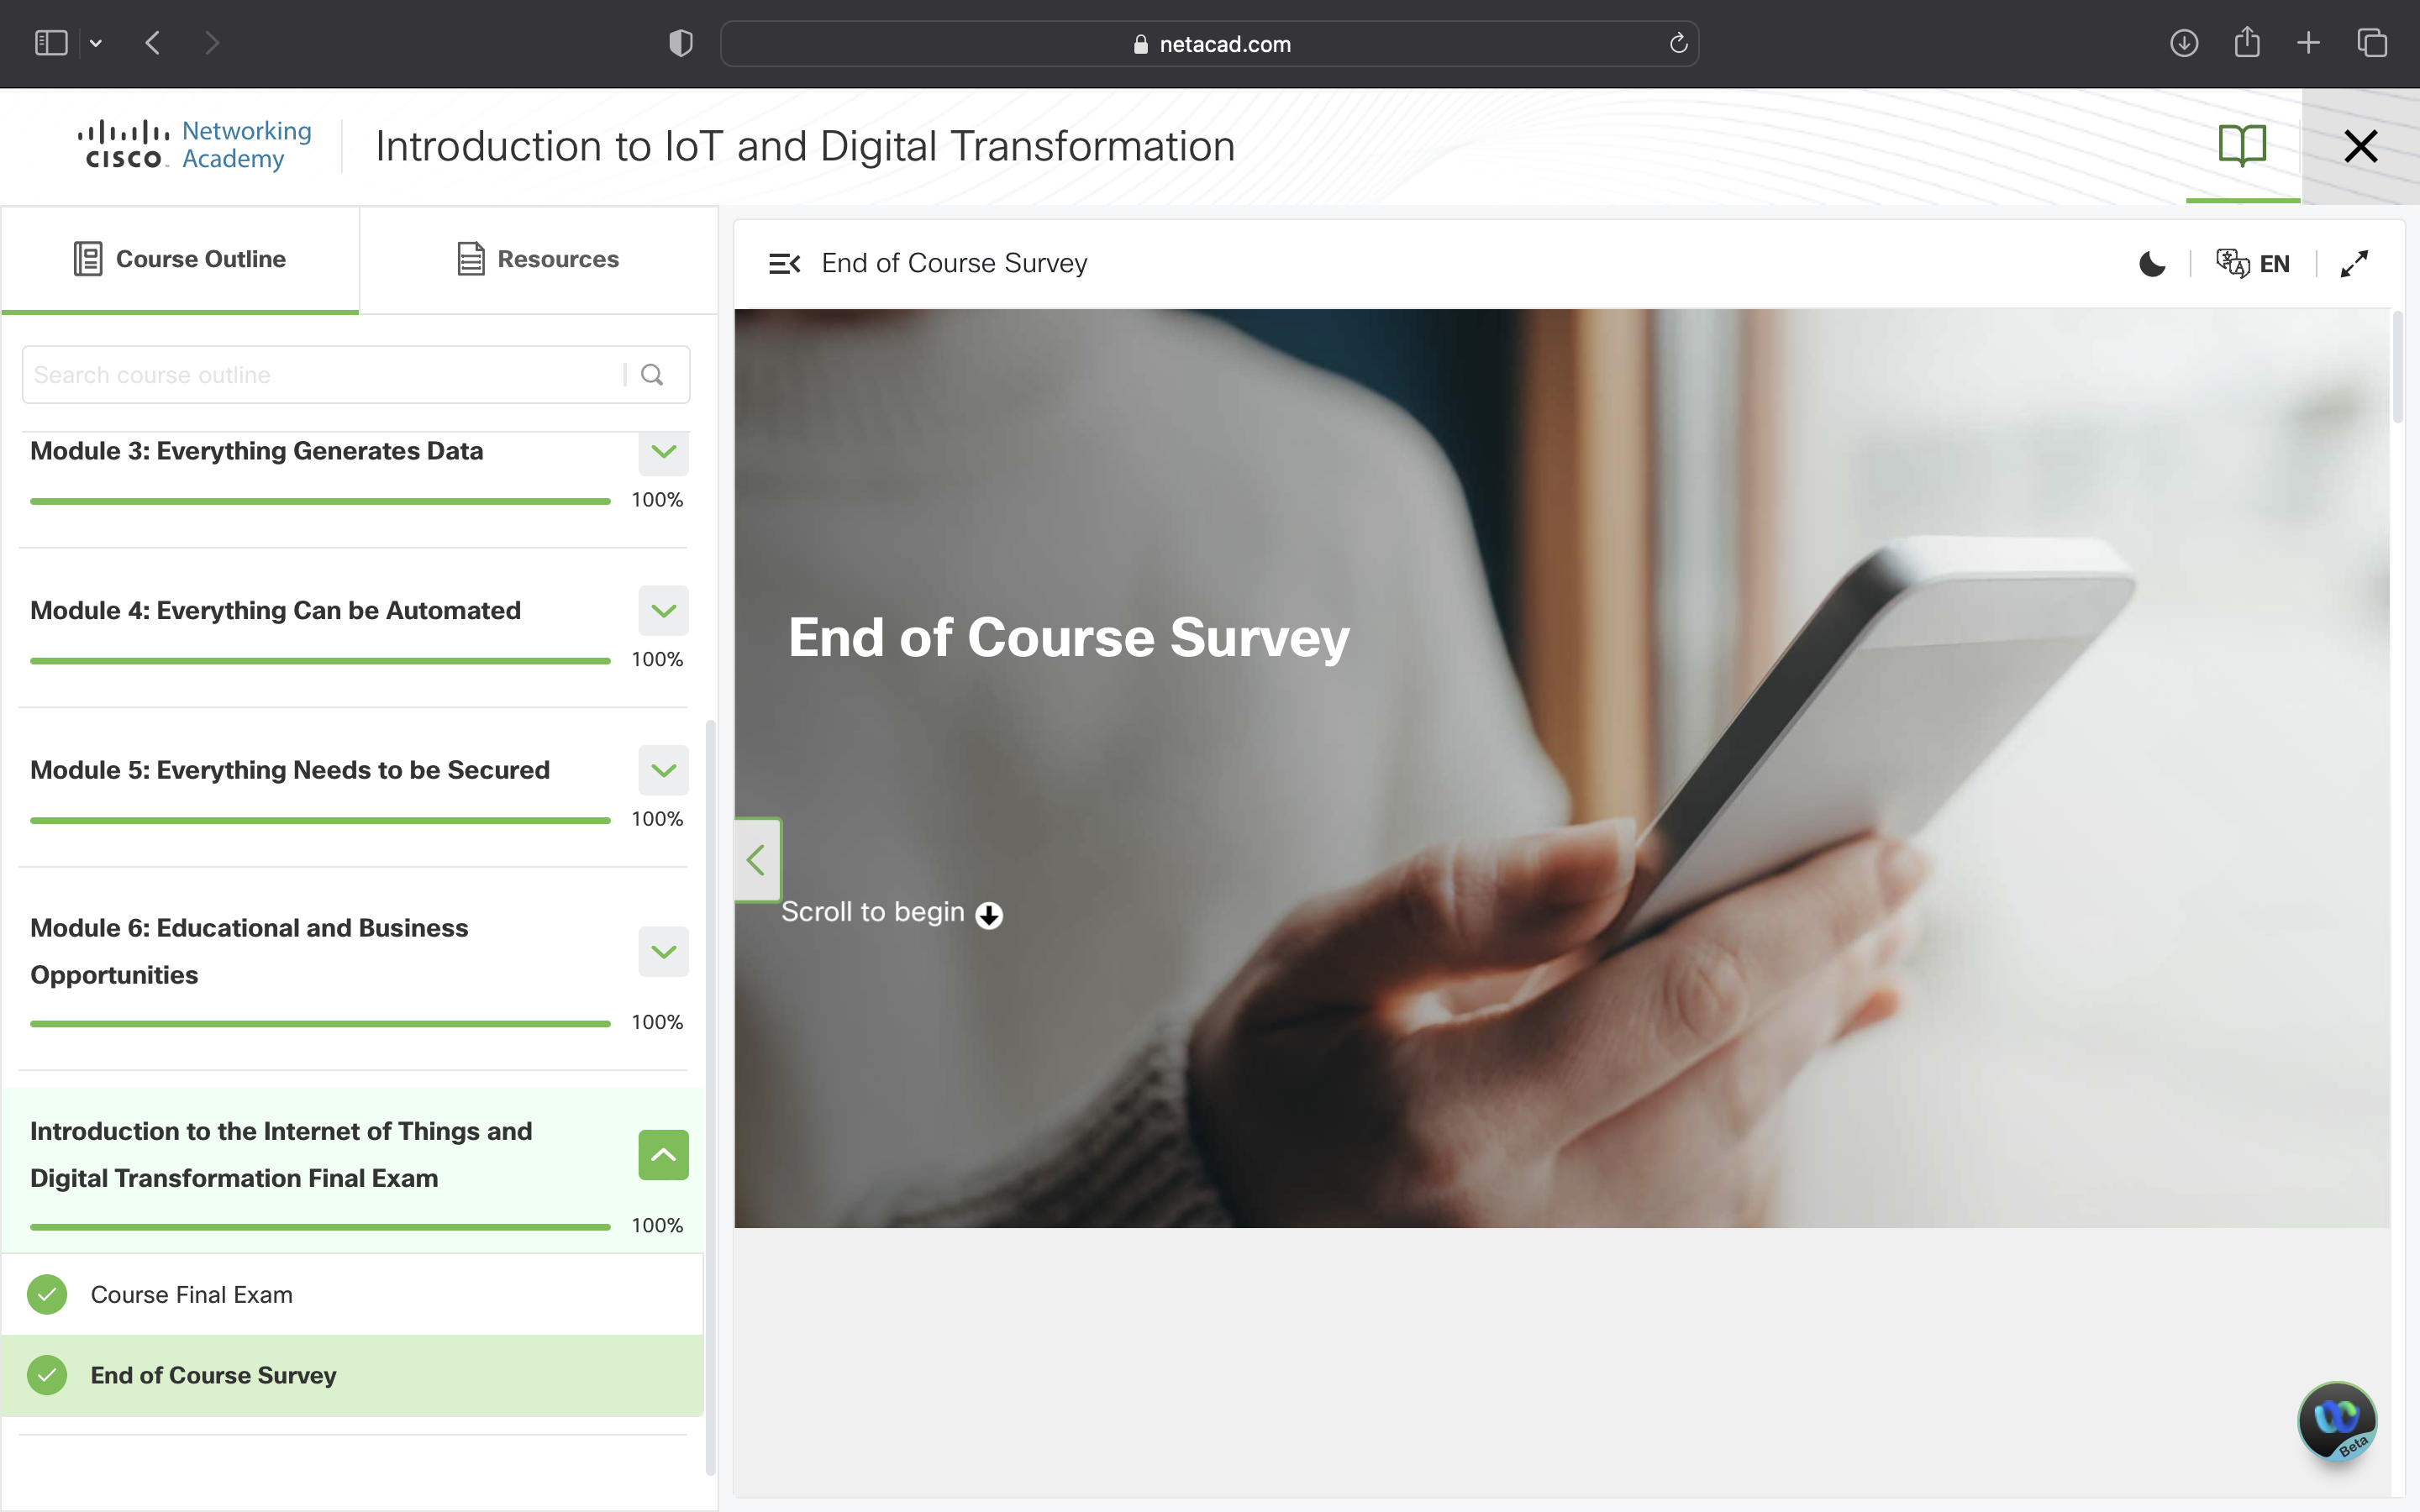 netacad.com
CISCO
Networking
Academy
Introduction to IoT and Digital Transformation
Course Outline
Resources
Search course outline
Module 3: Everything Generates Data
100%
Module 4: Everything Can be Automated
100%
Module 5: Everything Needs to be Secured
100%
Module 6: Educational and Business
Opportunities
100%
Introduction to the Internet of Things and
Digital Transformation Final Exam
100%
Course Final Exam
End of Course Survey
End of Course Survey
EN
End of Course Survey
Scroll to begin
Beta